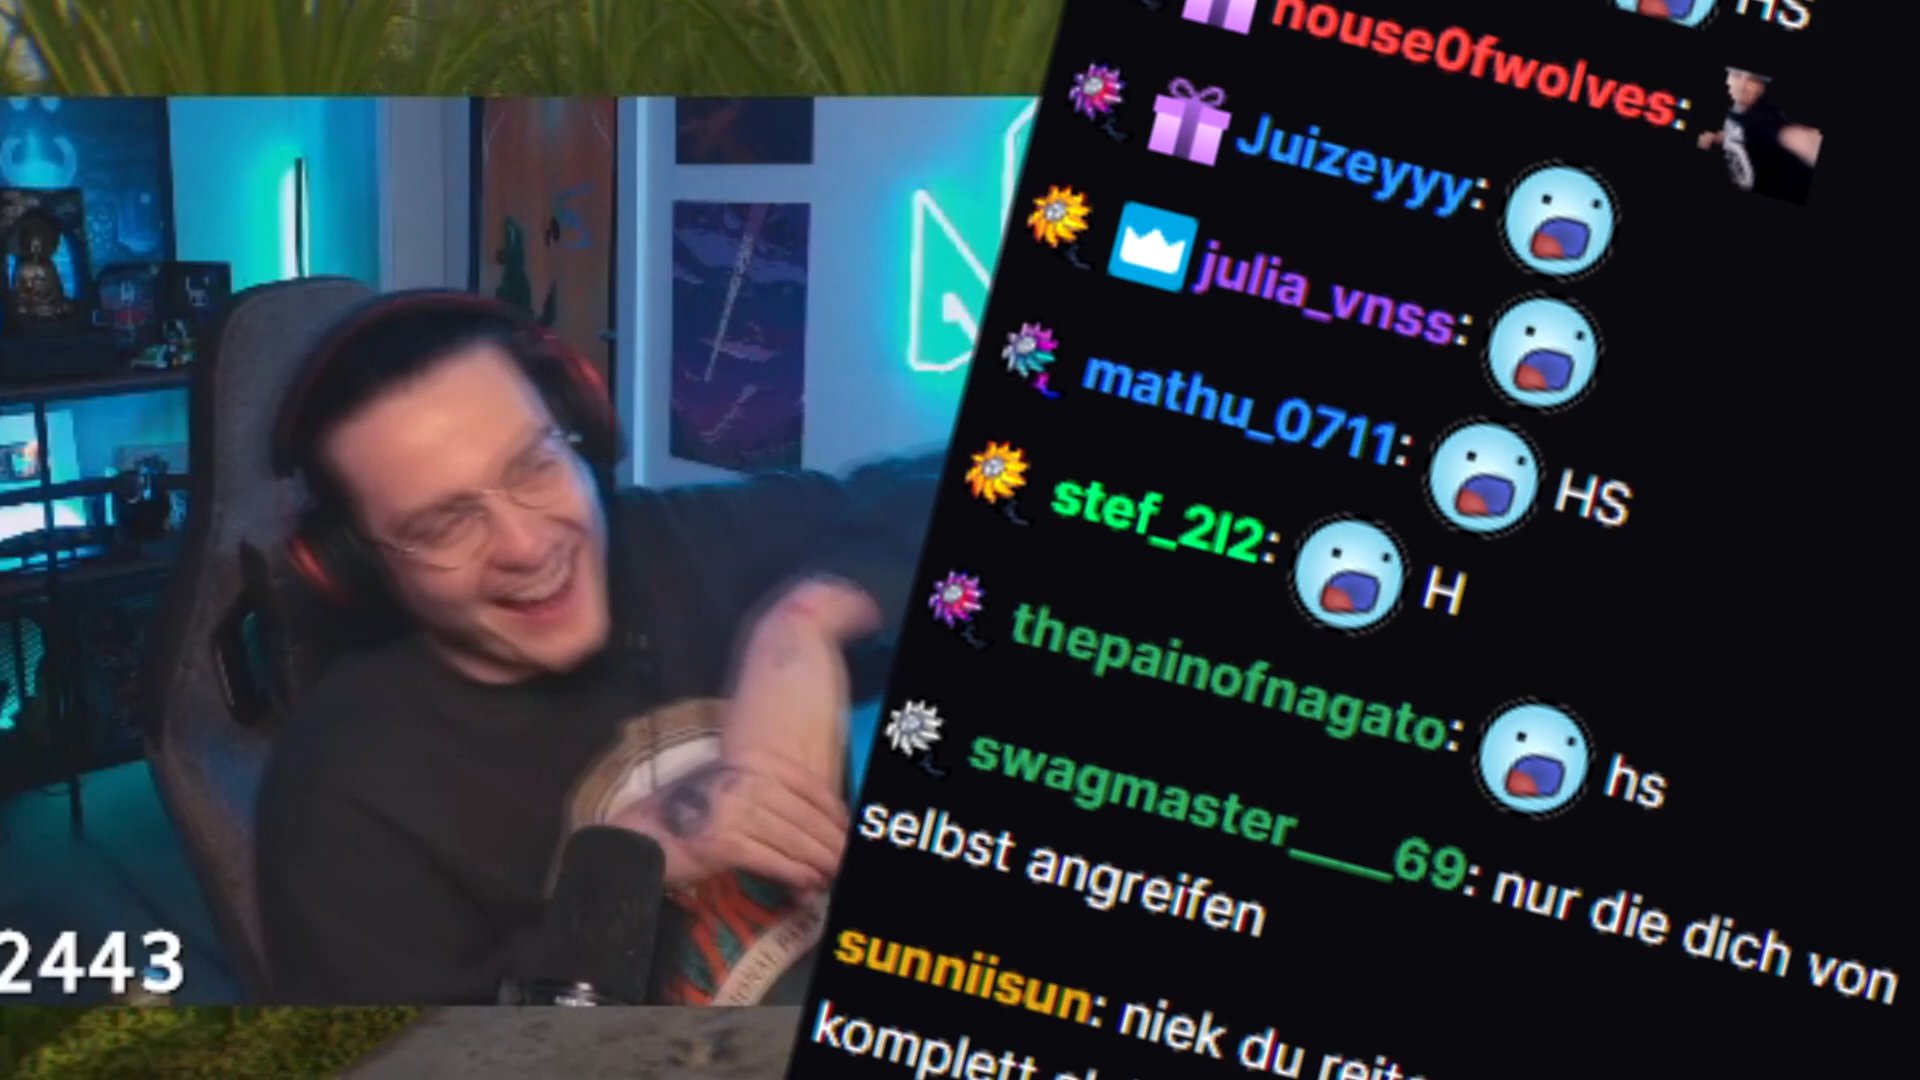 HS
houseOfwolves:
Juizeyyy:
julia_vnss:
mathu_0711: HS
stef_2l2: H
thepainofnagato: hs
swagmaster___69: nur die dich von
selbst angreifen
sunniisun: niek du
komplett
2443